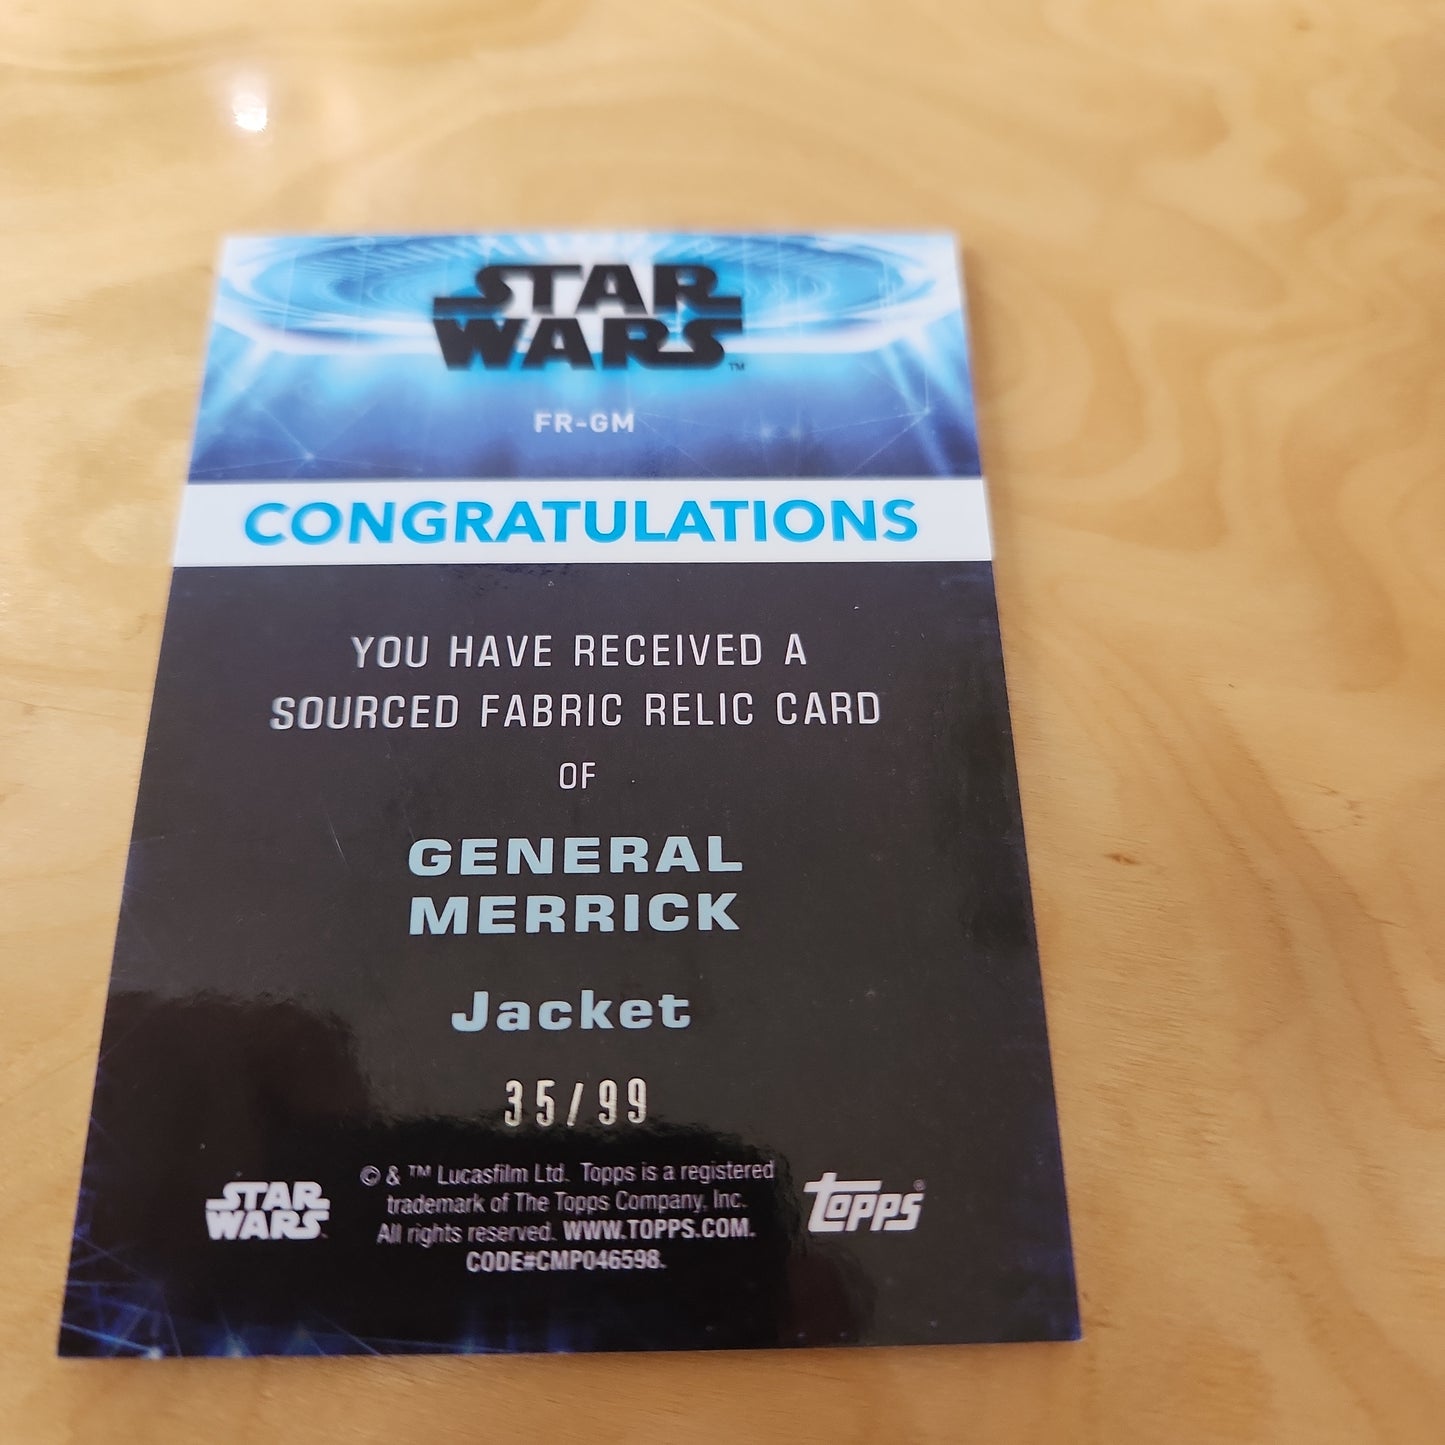 STAR
WARS™
FR-GM
CONGRATULATIONS
YOU HAVE RECEIVED A
SOURCED FABRIC RELIC CARD
OF
GENERAL
MERRICK
Jacket
35/99
© & ™ Lucasfilm Ltd. Topps is a registered
trademark of The Topps Company, Inc.
All rights reserved. WWW.TOPPS.COM.
CODE#CMP046598.
STAR
WARS
Topps®